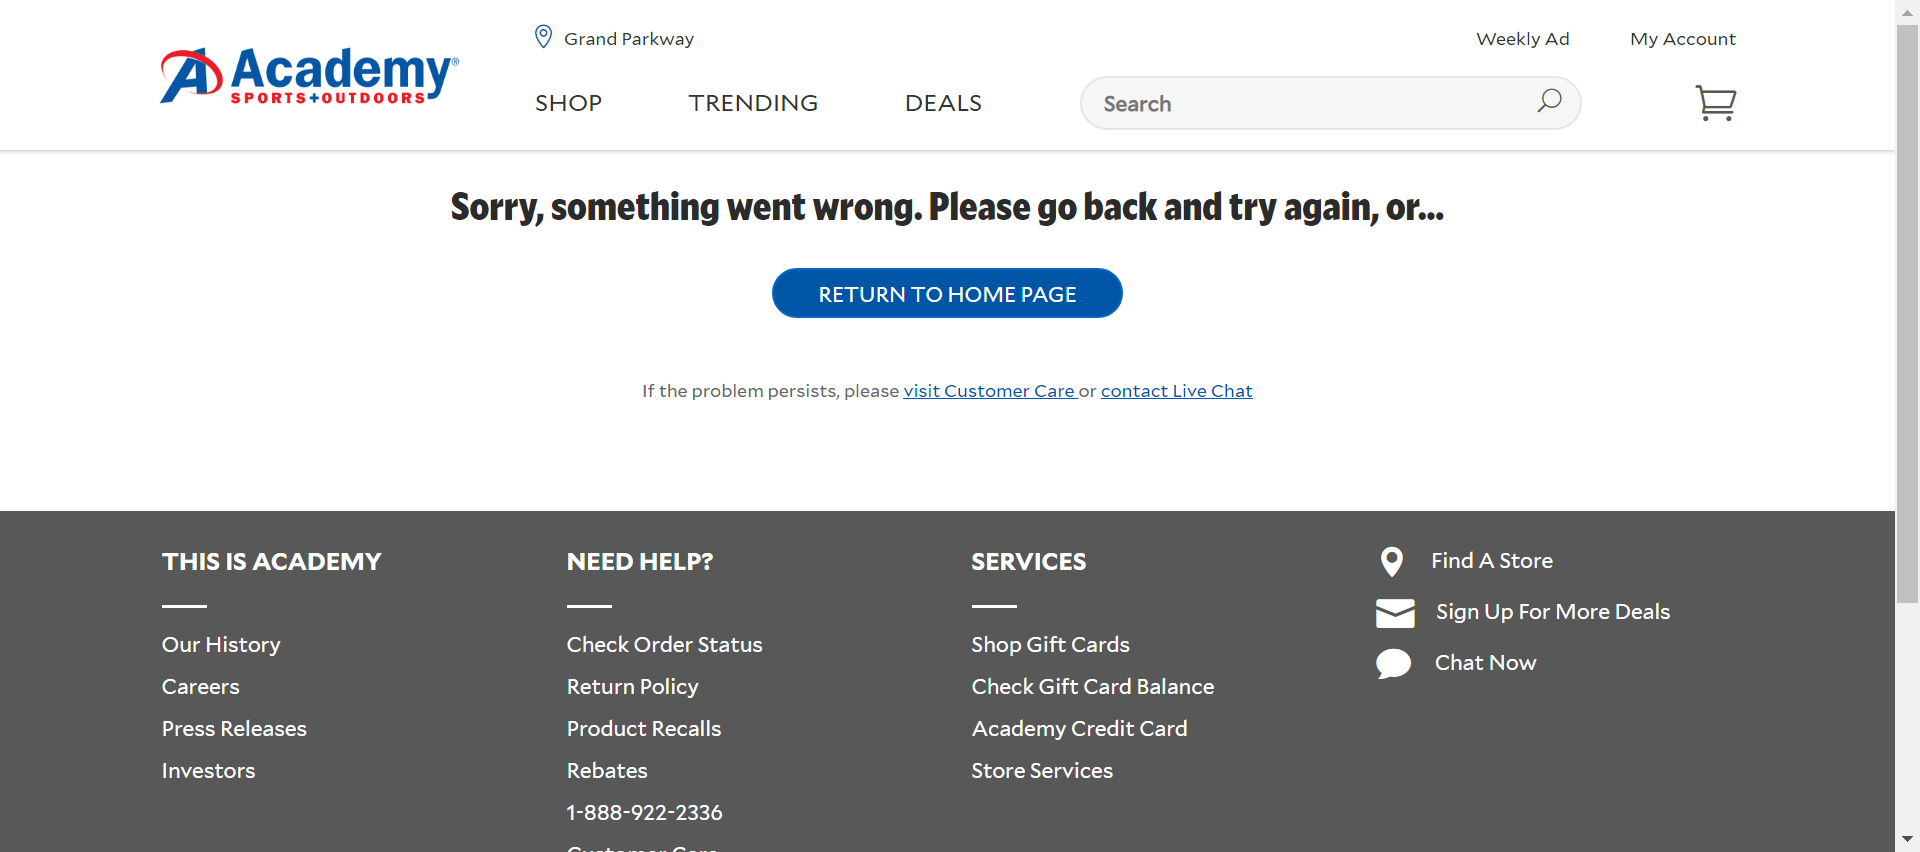 Grand Parkway
Weekly Ad
My Account
Academy®
SPORTS+OUTDOORS
SHOP
TRENDING
DEALS
Search
Sorry, something went wrong. Please go back and try again, or...
RETURN TO HOME PAGE
If the problem persists, please visit Customer Care or contact Live Chat
THIS IS ACADEMY
Our History
Careers
Press Releases
Investors
NEED HELP?
Check Order Status
Return Policy
Product Recalls
Rebates
1-888-922-2336
Customer Care
SERVICES
Shop Gift Cards
Check Gift Card Balance
Academy Credit Card
Store Services
Find A Store
Sign Up For More Deals
Chat Now